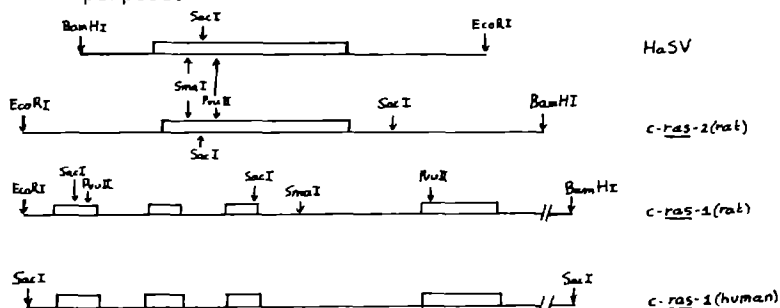 purpose
SacI
BamHI
EcoRI
HaSV
SmaI
PvuII
EcoRI
SacI
BamHI
c-ras-2(rat)
SacI
SacI
EcoRI
PvuII
SacI
SmaI
PvuII
BamHI
c-ras-1(rat)
SacI
SacI
c-ras-1(human)